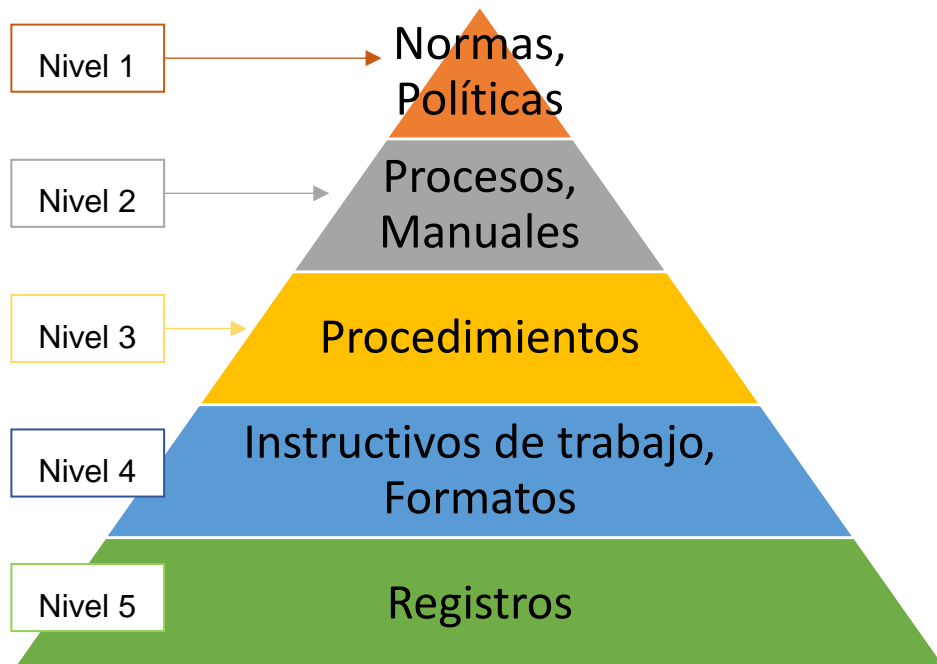 Nivel 1
Normas,
Políticas
Nivel 2
Procesos,
Manuales
Nivel 3
Procedimientos
Nivel 4
Instructivos de trabajo,
Formatos
Nivel 5
Registros